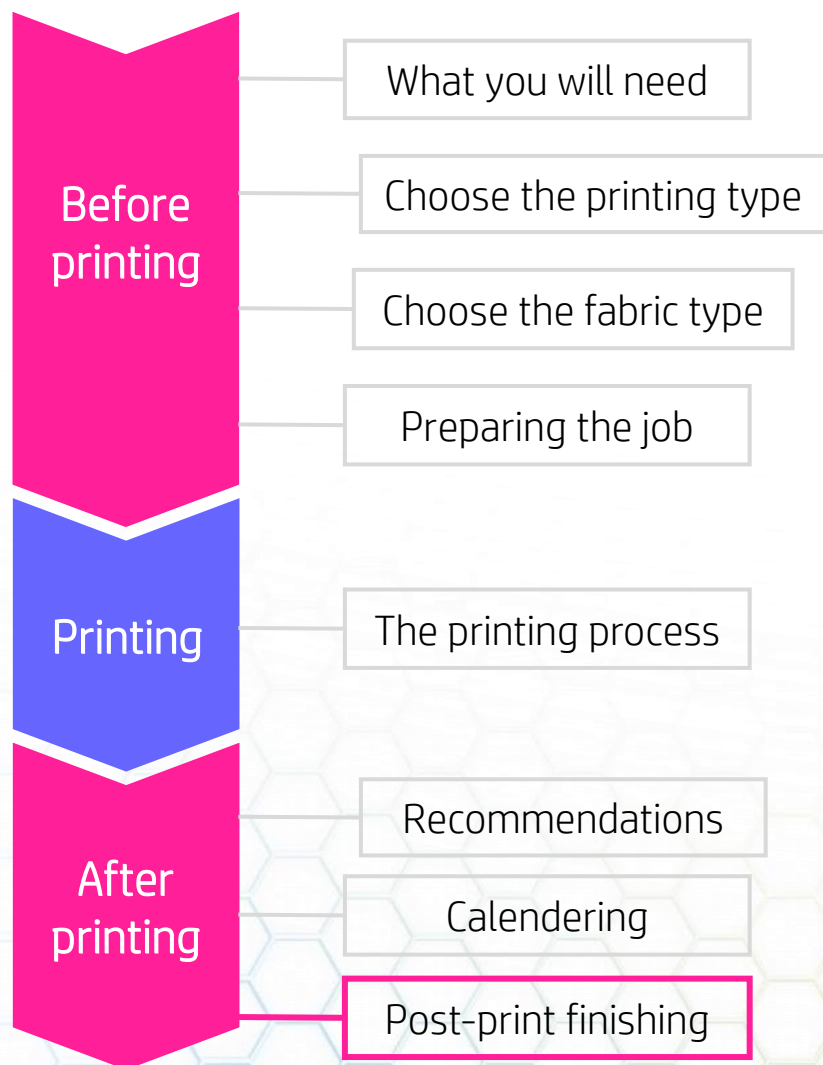 Before
printing
What you will need
Choose the printing type
Choose the fabric type
Preparing the job
Printing
The printing process
After
printing
Recommendations
Calendering
Post-print finishing